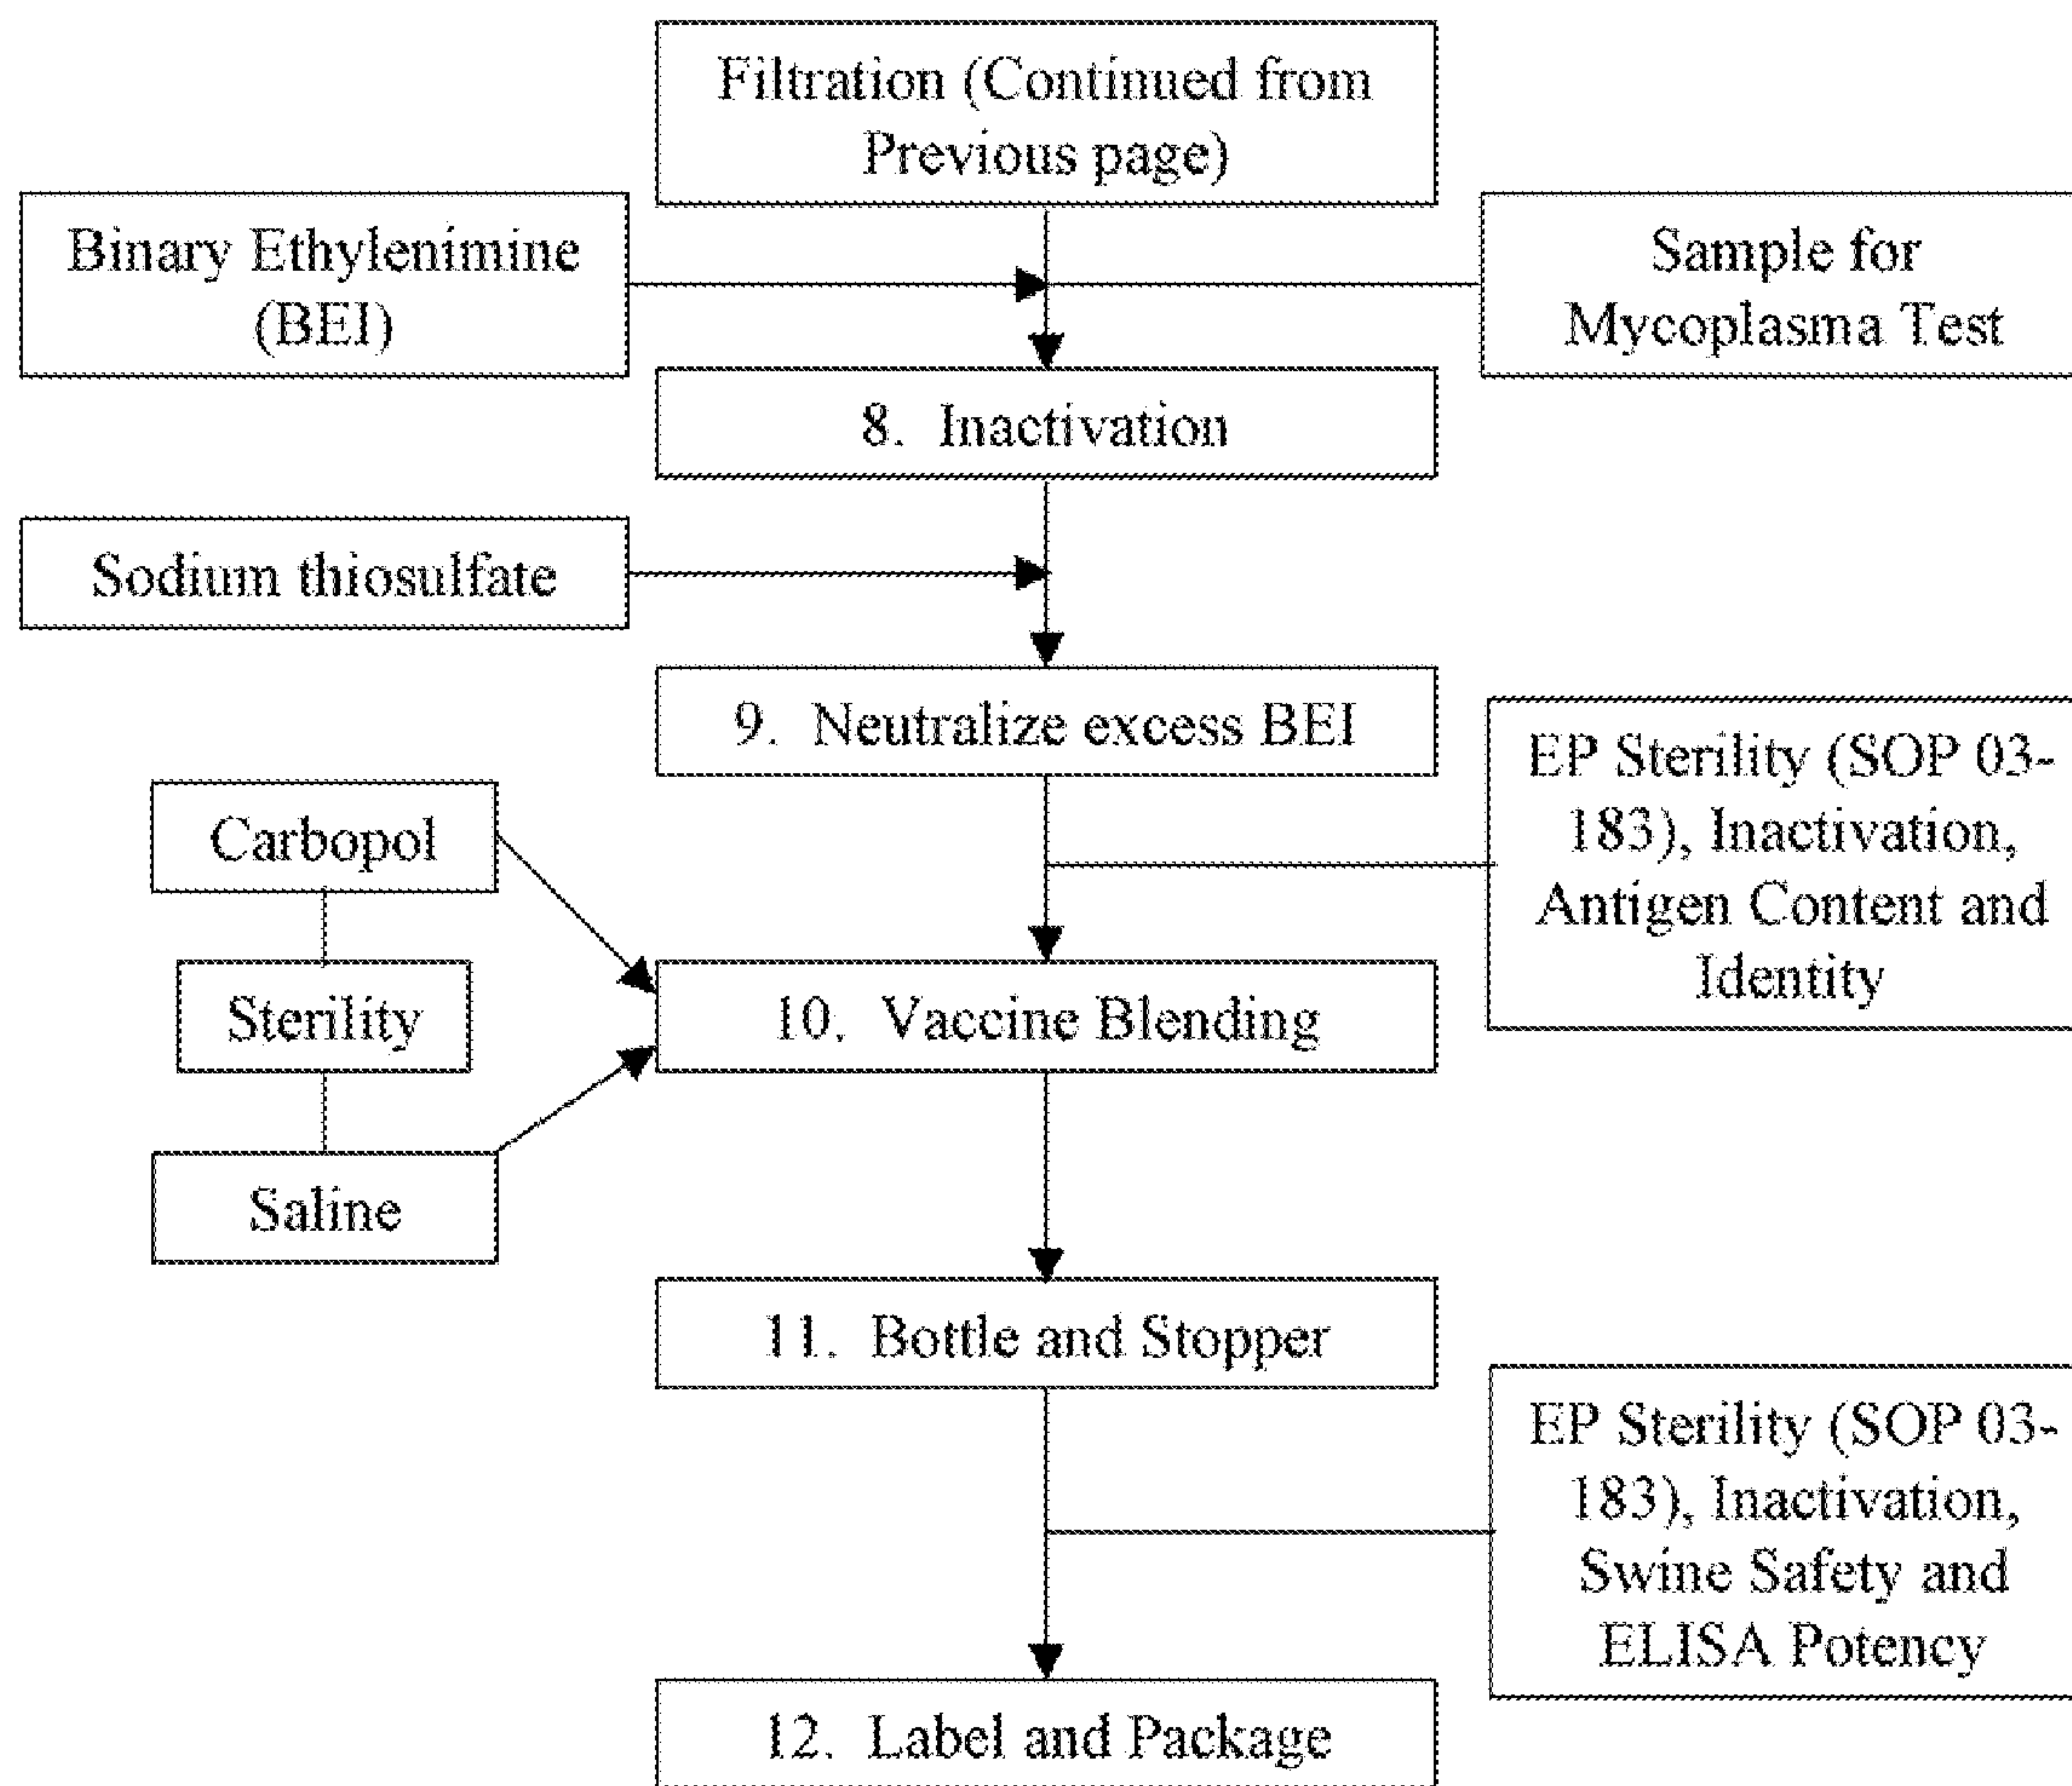 Filtration (Continued from
Previous page)
Binary Ethylenimine
(BEI)
Sample for
Mycoplasma Test
8. Inactivation
Sodium thiosulfate
9. Neutralize excess BEI
EP Sterility (SOP 03-
183), Inactivation,
Antigen Content and
Identity
Carbopol
Sterility
Saline
10. Vaccine Blending
11. Bottle and Stopper
EP Sterility (SOP 03-
183), Inactivation,
Swine Safety and
ELISA Potency
12. Label and Package